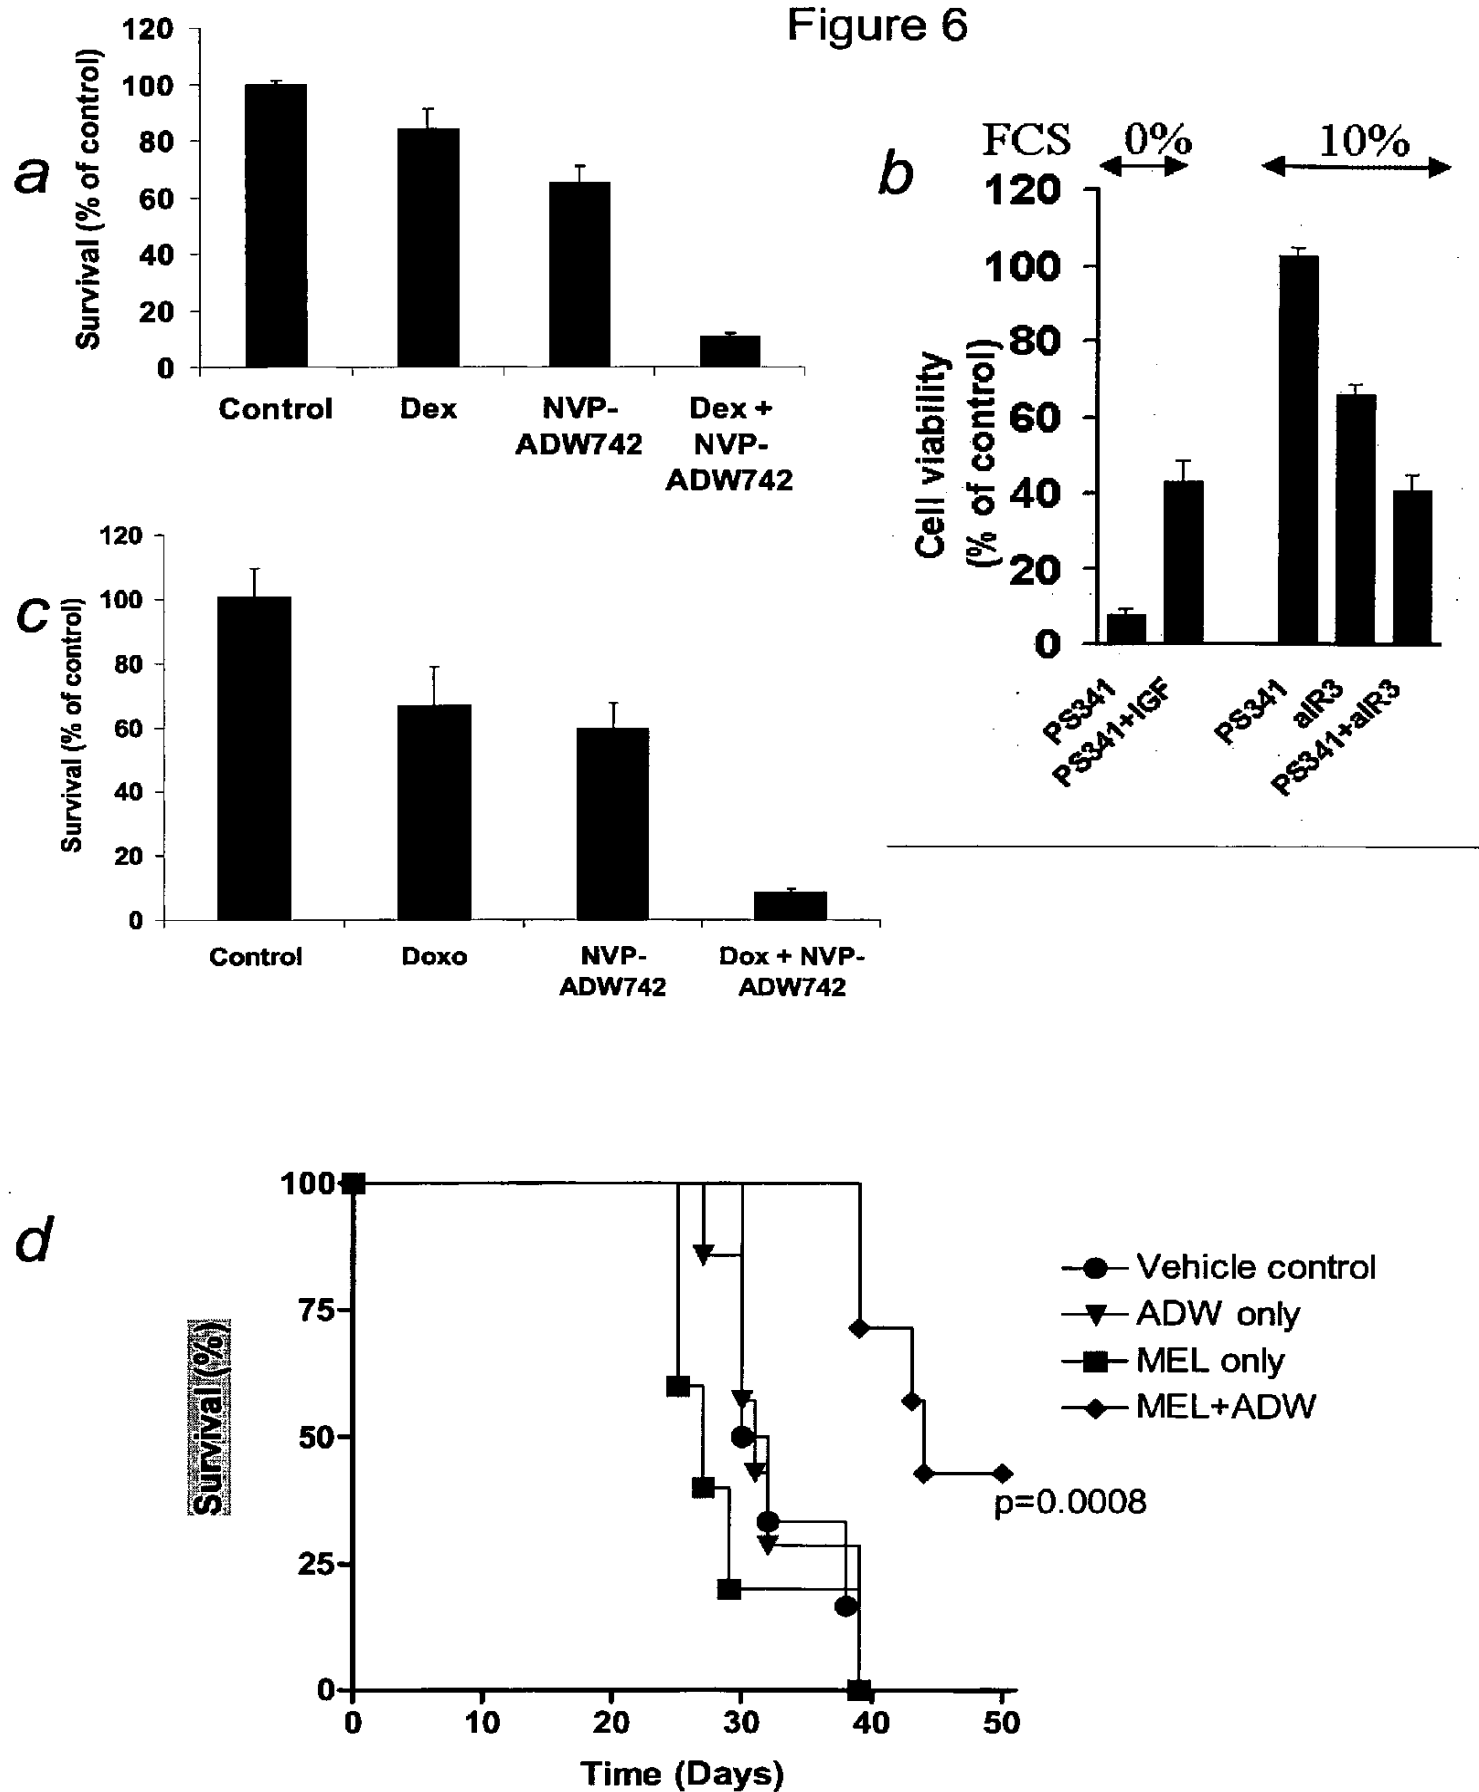 Figure 6
a
Survival (% of control)
120
100
80
60
40
20
0
Control
Dex
NVP-
ADW742
Dex +
NVP-
ADW742
b
FCS 0% 10%
Cell viability
(% of control)
120
100
80
60
40
20
0
PS341
PS341+IGF
PS341
aIR3
PS341+aIR3
c
Survival (% of control)
120
100
80
60
40
20
0
Control
Doxo
NVP-
ADW742
Dox + NVP-
ADW742
d
Survival (%)
100
75
50
25
0
0 10 20 30 40 50
Time (Days)
Vehicle control
ADW only
MEL only
MEL+ADW
p=0.0008